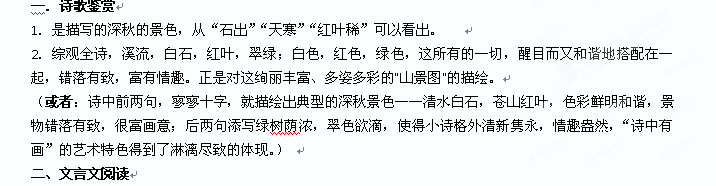 一．诗歌鉴赏
1. 是描写的深秋的景色，从“石出”“天寒”“红叶稀”可以看出。
2. 综观全诗，溪流，白石，红叶，翠绿；白色，红色，绿色，这所有的一切，醒目而又和谐地搭配在一
起，错落有致，富有情趣。正是对这绚丽丰富、多姿多彩的"山景图"的描绘。
（或者：诗中前两句，寥寥十字，就描绘出典型的深秋景色——清水白石，苍山红叶，色彩鲜明和谐，景
物错落有致，很富画意；后两句添写绿树荫浓，翠色欲滴，使得小诗格外清新隽永，情趣盎然，“诗中有
画”的艺术特色得到了淋漓尽致的体现。）
二、文言文阅读